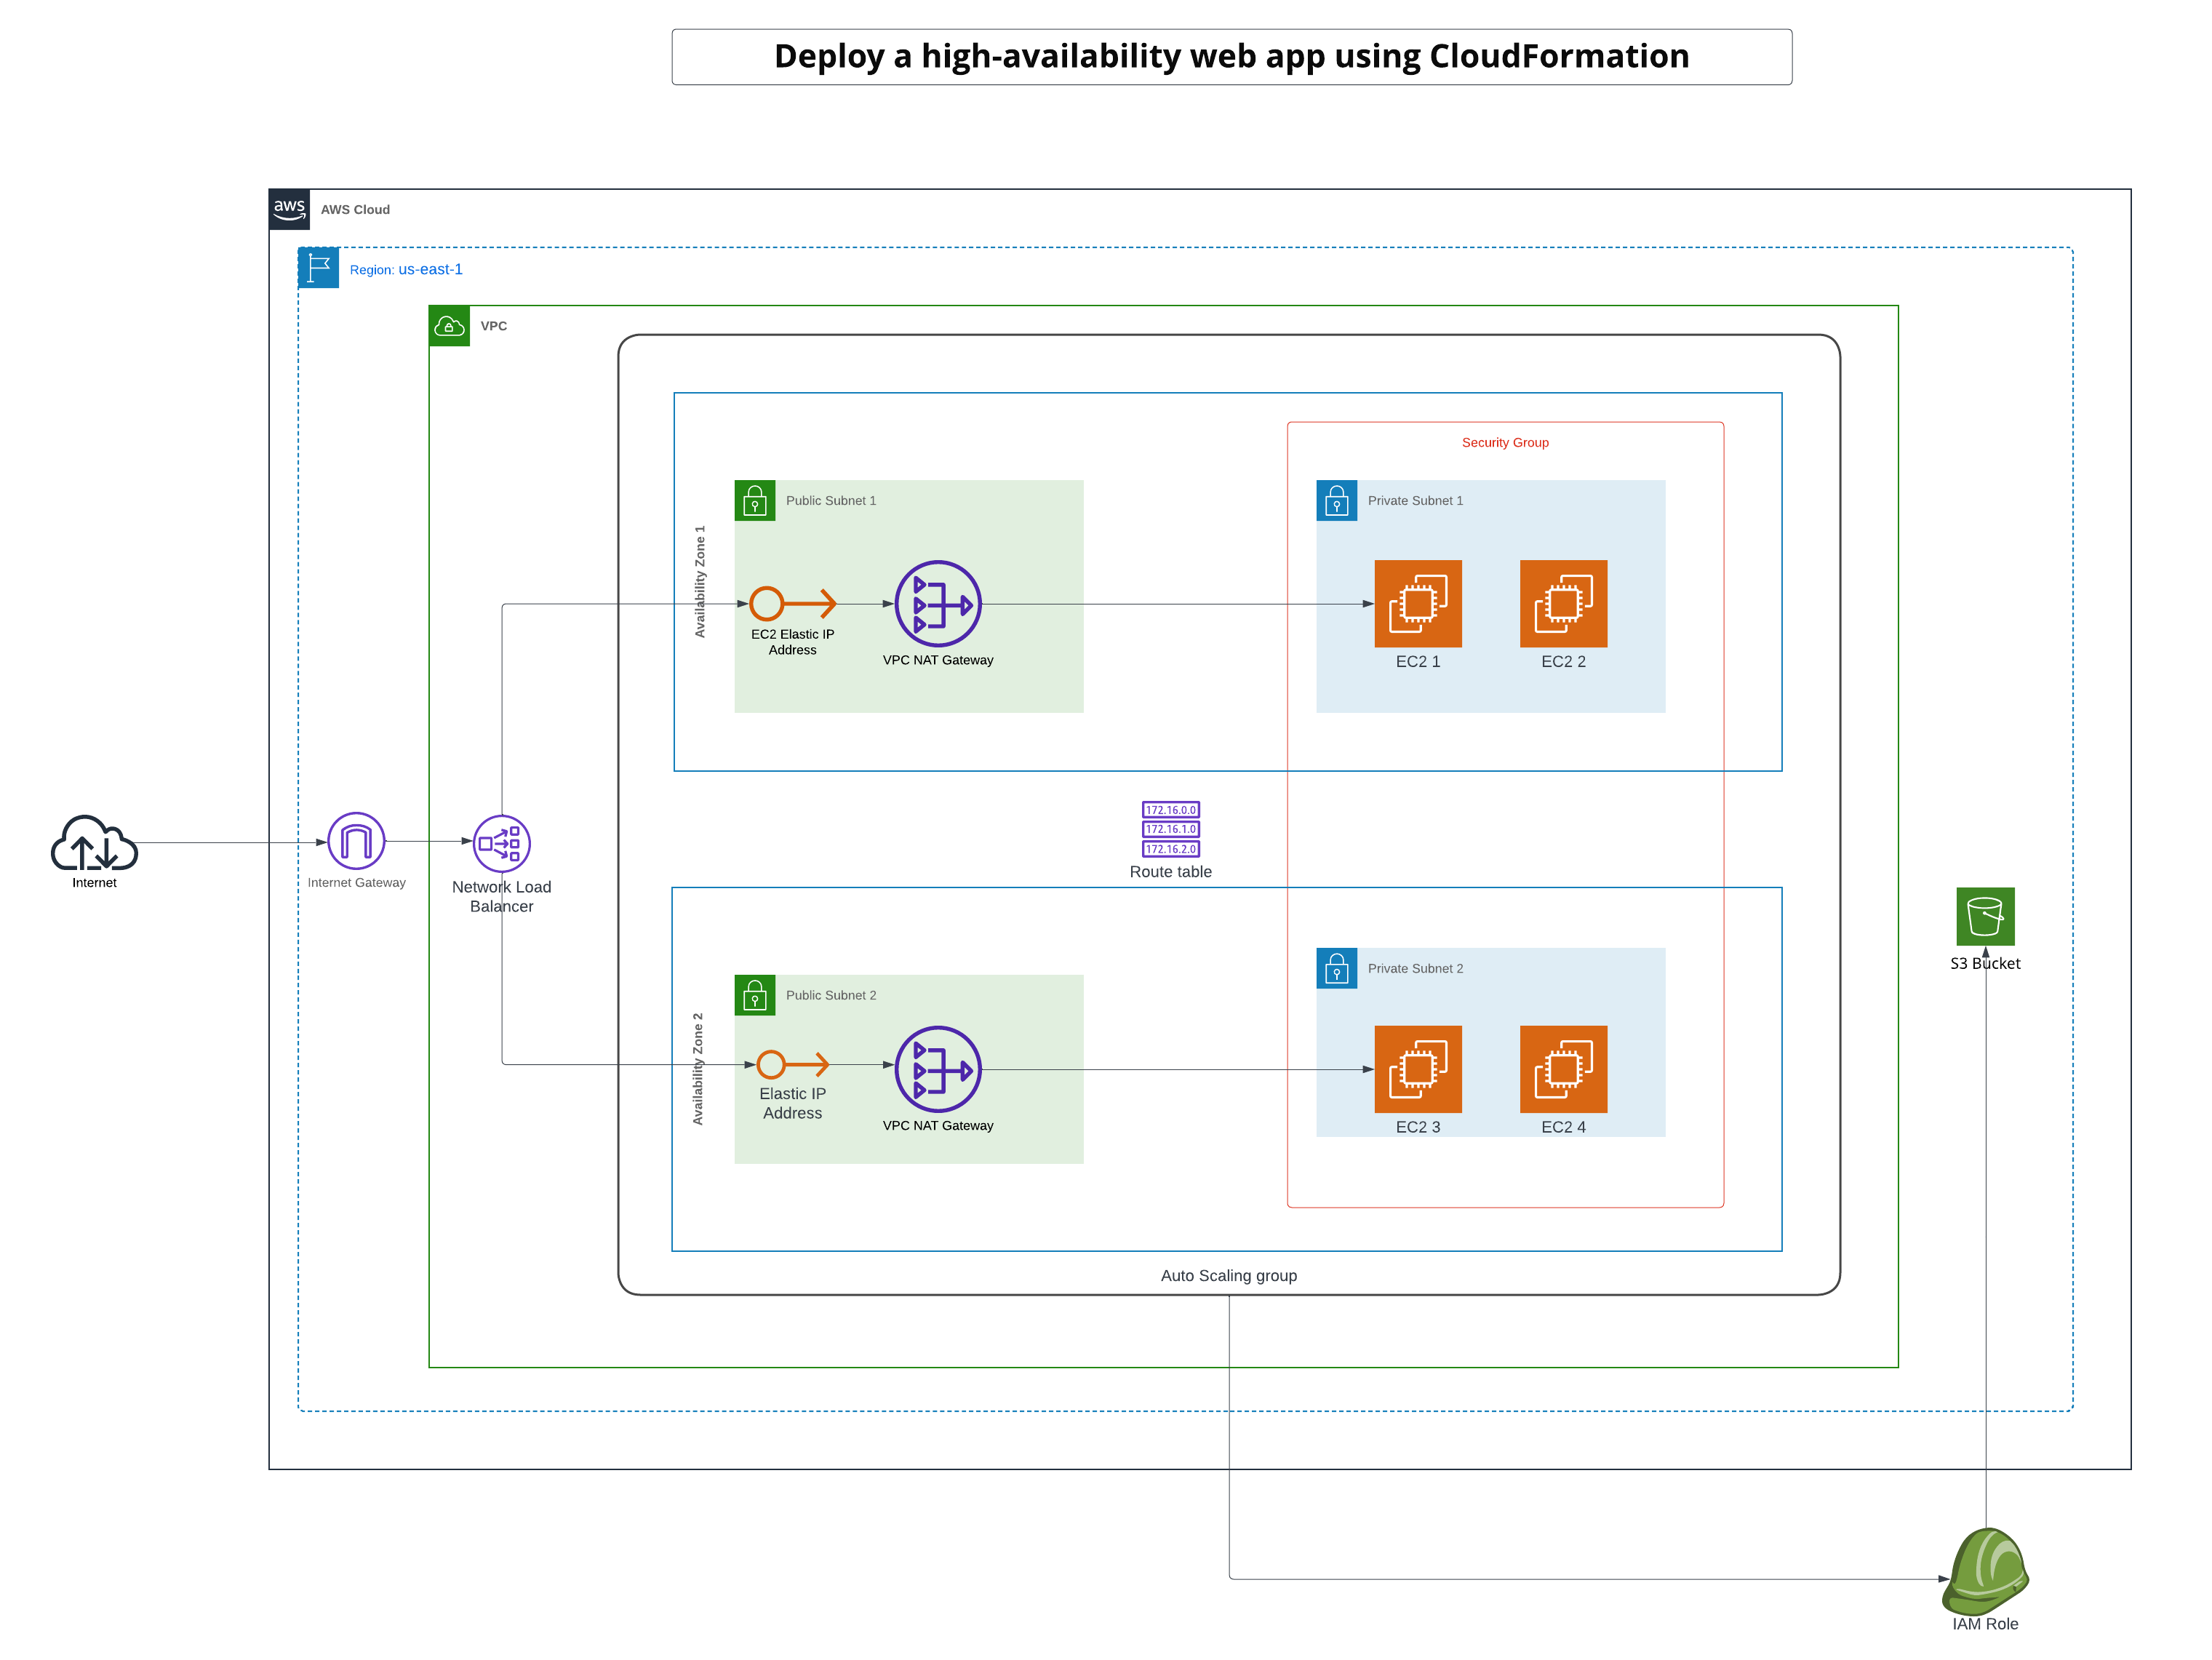 Deploy a high-availability web app using CloudFormation
aws
AWS Cloud
Region: us-east-1
VPC
Security Group
Availability Zone 1
Public Subnet 1
Private Subnet 1
EC2 Elastic IP
Address
VPC NAT Gateway
EC2 1
EC2 2
172.16.0.0
172.16.1.0
172.16.2.0
Route table
Internet
Internet Gateway
Network Load
Balancer
S3 Bucket
Availability Zone 2
Public Subnet 2
Private Subnet 2
Elastic IP
Address
VPC NAT Gateway
EC2 3
EC2 4
Auto Scaling group
IAM Role